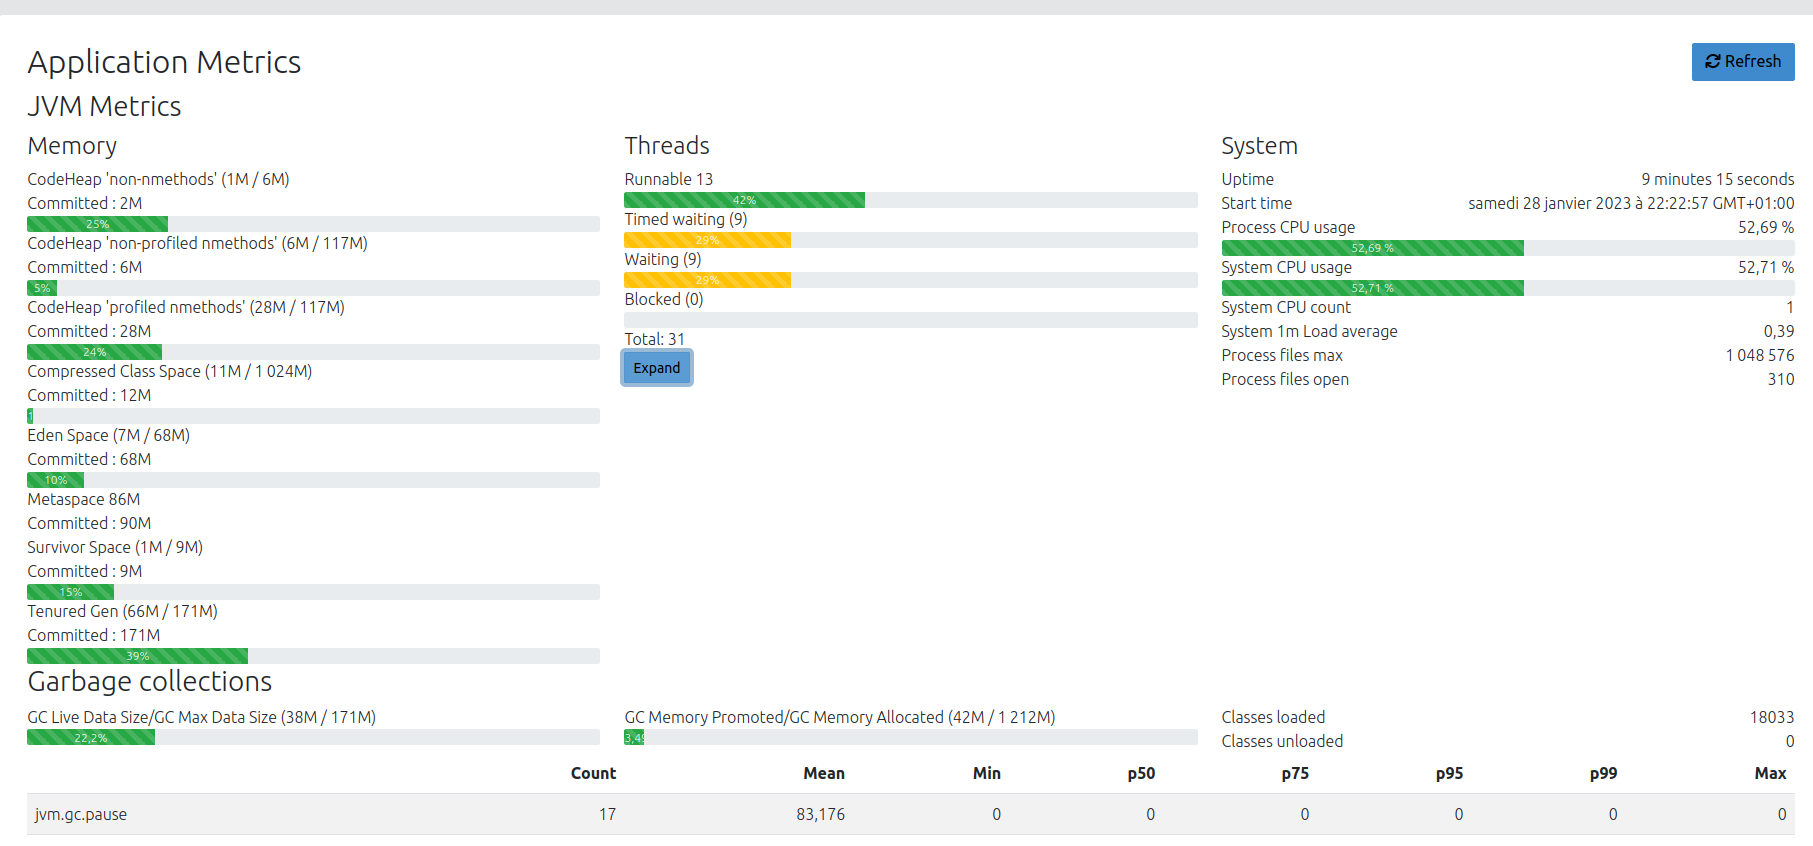 Application Metrics
Refresh
JVM Metrics
Memory
CodeHeap 'non-nmethods' (1M / 6M)
Committed : 2M
25%
CodeHeap 'non-profiled nmethods' (6M / 117M)
Committed : 6M
5%
CodeHeap 'profiled nmethods' (28M / 117M)
Committed : 28M
24%
Compressed Class Space (11M / 1 024M)
Committed : 12M
1
Eden Space (7M / 68M)
Committed : 68M
10%
Metaspace 86M
Committed : 90M
Survivor Space (1M / 9M)
Committed : 9M
15%
Tenured Gen (66M / 171M)
Committed : 171M
39%
Threads
Runnable 13
42%
Timed waiting (9)
29%
Waiting (9)
29%
Blocked (0)
Total: 31
Expand
System
Uptime 9 minutes 15 seconds
Start time samedi 28 janvier 2023 à 22:22:57 GMT+01:00
Process CPU usage 52,69 %
52,69 %
System CPU usage 52,71 %
52,71 %
System CPU count 1
System 1m Load average 0,39
Process files max 1 048 576
Process files open 310
Garbage collections
GC Live Data Size/GC Max Data Size (38M / 171M)
22,2%
GC Memory Promoted/GC Memory Allocated (42M / 1 212M)
3,4
Classes loaded 18033
Classes unloaded 0
Count Mean Min p50 p75 p95 p99 Max
jvm.gc.pause 17 83,176 0 0 0 0 0 0